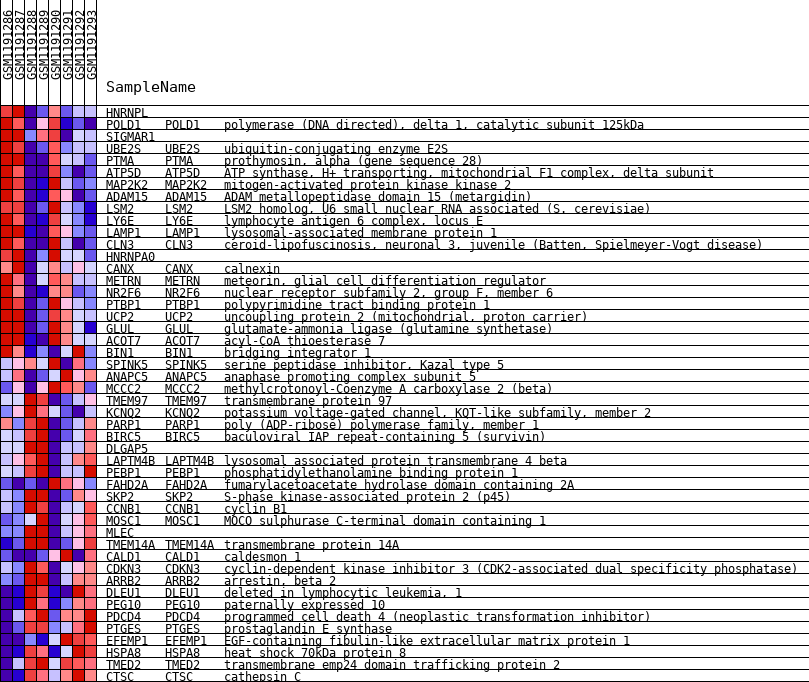 GSM1191286
GSM1191287
GSM1191288
GSM1191289
GSM1191290
GSM1191291
GSM1191292
GSM1191293
SampleName
HNRNPL
POLD1 POLD1 polymerase (DNA directed), delta 1, catalytic subunit 125kDa
SIGMAR1
UBE2S UBE2S ubiquitin-conjugating enzyme E2S
PTMA PTMA prothymosin, alpha (gene sequence 28)
ATP5D ATP5D ATP synthase, H+ transporting, mitochondrial F1 complex, delta subunit
MAP2K2 MAP2K2 mitogen-activated protein kinase kinase 2
ADAM15 ADAM15 ADAM metallopeptidase domain 15 (metargidin)
LSM2 LSM2 LSM2 homolog, U6 small nuclear RNA associated (S. cerevisiae)
LY6E LY6E lymphocyte antigen 6 complex, locus E
LAMP1 LAMP1 lysosomal-associated membrane protein 1
CLN3 CLN3 ceroid-lipofuscinosis, neuronal 3, juvenile (Batten, Spielmeyer-Vogt disease)
HNRNPA0
CANX CANX calnexin
METRN METRN meteorin, glial cell differentiation regulator
NR2F6 NR2F6 nuclear receptor subfamily 2, group F, member 6
PTBP1 PTBP1 polypyrimidine tract binding protein 1
UCP2 UCP2 uncoupling protein 2 (mitochondrial, proton carrier)
GLUL GLUL glutamate-ammonia ligase (glutamine synthetase)
ACOT7 ACOT7 acyl-CoA thioesterase 7
BIN1 BIN1 bridging integrator 1
SPINK5 SPINK5 serine peptidase inhibitor, Kazal type 5
ANAPC5 ANAPC5 anaphase promoting complex subunit 5
MCCC2 MCCC2 methylcrotonoyl-Coenzyme A carboxylase 2 (beta)
TMEM97 TMEM97 transmembrane protein 97
KCNQ2 KCNQ2 potassium voltage-gated channel, KQT-like subfamily, member 2
PARP1 PARP1 poly (ADP-ribose) polymerase family, member 1
BIRC5 BIRC5 baculoviral IAP repeat-containing 5 (survivin)
DLGAP5
LAPTM4B LAPTM4B lysosomal associated protein transmembrane 4 beta
PEBP1 PEBP1 phosphatidylethanolamine binding protein 1
FAHD2A FAHD2A fumarylacetoacetate hydrolase domain containing 2A
SKP2 SKP2 S-phase kinase-associated protein 2 (p45)
CCNB1 CCNB1 cyclin B1
MOSC1 MOSC1 MOCO sulphurase C-terminal domain containing 1
MLEC
TMEM14A TMEM14A transmembrane protein 14A
CALD1 CALD1 caldesmon 1
CDKN3 CDKN3 cyclin-dependent kinase inhibitor 3 (CDK2-associated dual specificity phosphatase)
ARRB2 ARRB2 arrestin, beta 2
DLEU1 DLEU1 deleted in lymphocytic leukemia, 1
PEG10 PEG10 paternally expressed 10
PDCD4 PDCD4 programmed cell death 4 (neoplastic transformation inhibitor)
PTGES PTGES prostaglandin E synthase
EFEMP1 EFEMP1 EGF-containing fibulin-like extracellular matrix protein 1
HSPA8 HSPA8 heat shock 70kDa protein 8
TMED2 TMED2 transmembrane emp24 domain trafficking protein 2
CTSC CTSC cathepsin C